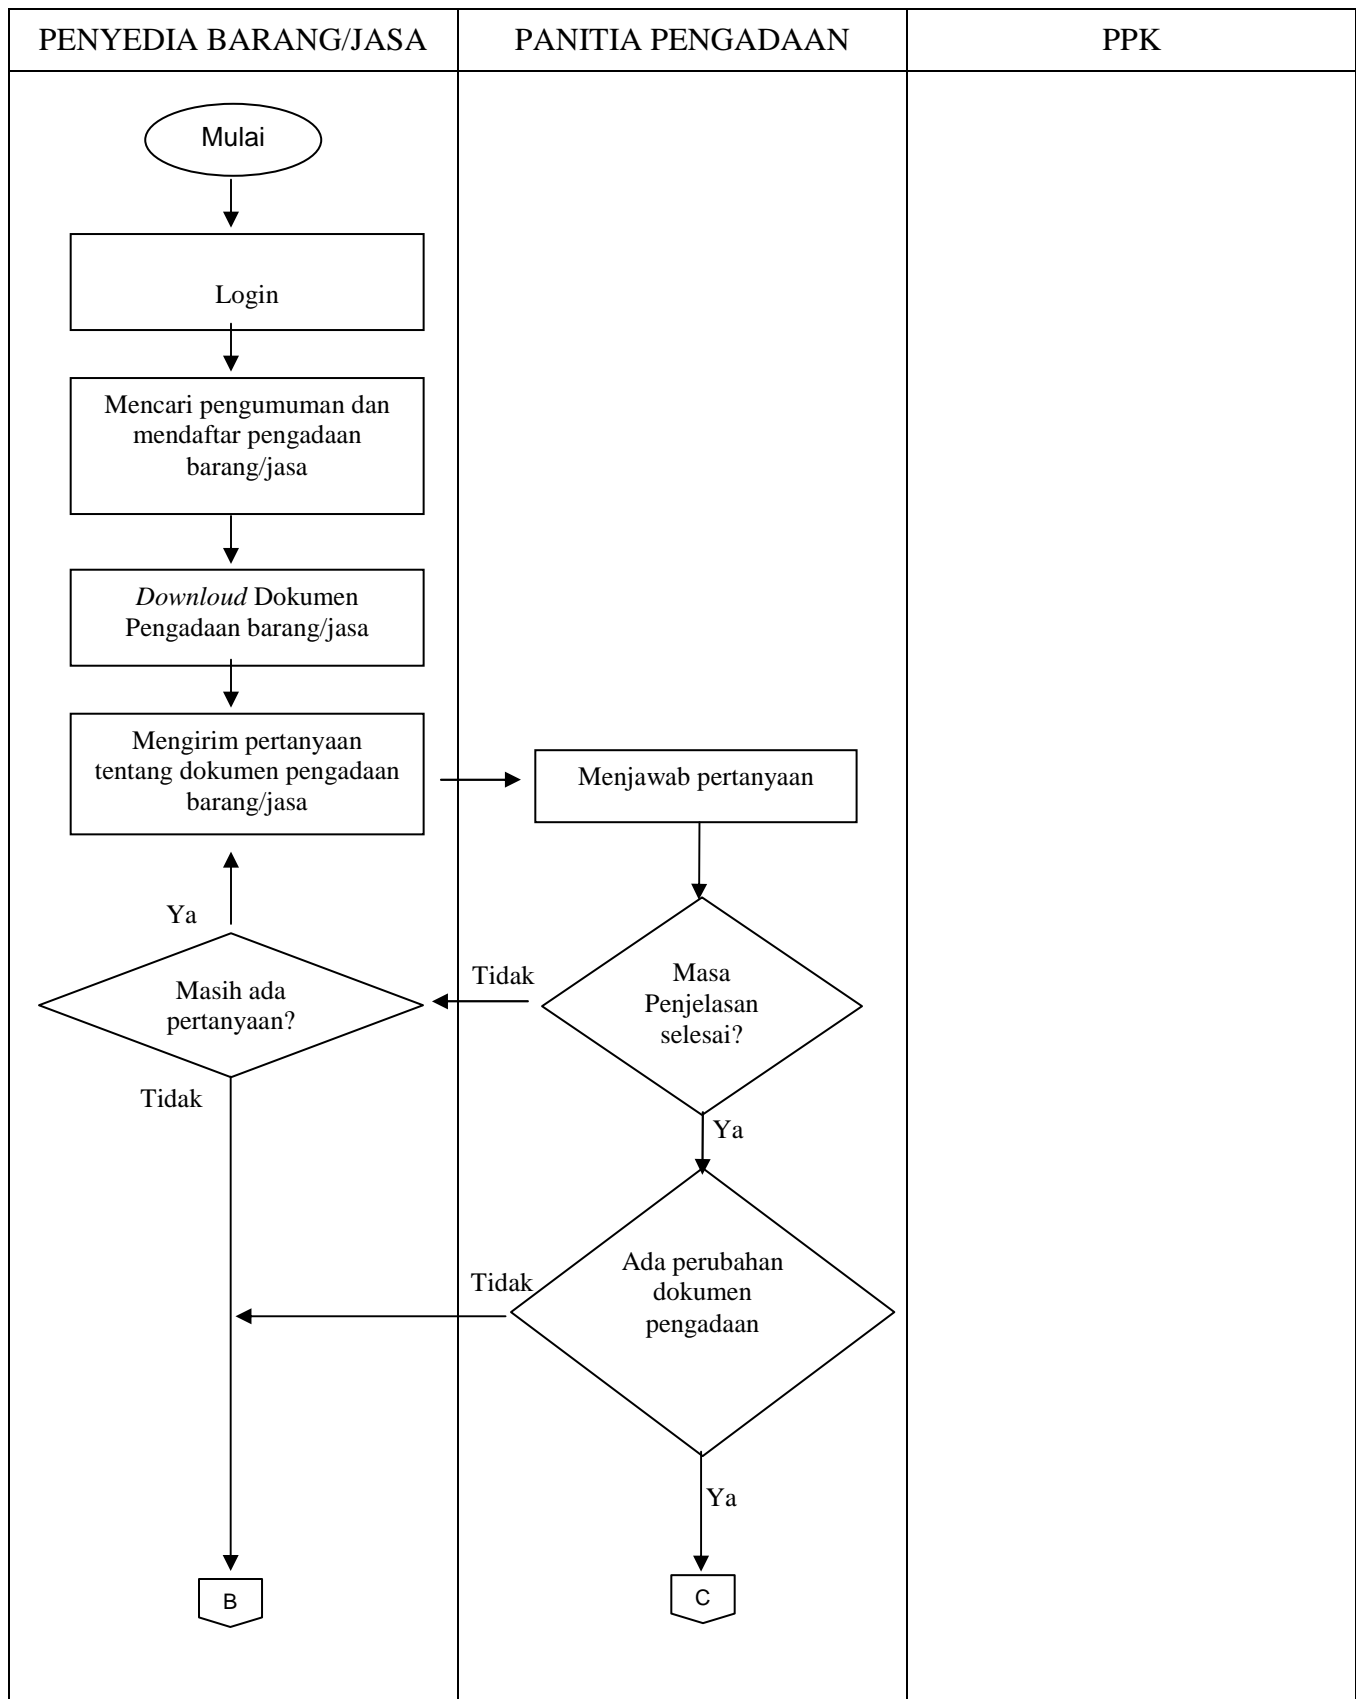 PENYEDIA BARANG/JASA
PANITIA PENGADAAN
PPK
Mulai
Login
Mencari pengumuman dan
mendaftar pengadaan
barang/jasa
Downloud Dokumen
Pengadaan barang/jasa
Mengirim pertanyaan
tentang dokumen pengadaan
barang/jasa
Menjawab pertanyaan
Ya
Masih ada
pertanyaan?
Tidak
Tidak
Masa
Penjelasan
selesai?
Ya
Tidak
Ada perubahan
dokumen
pengadaan
Ya
B
C